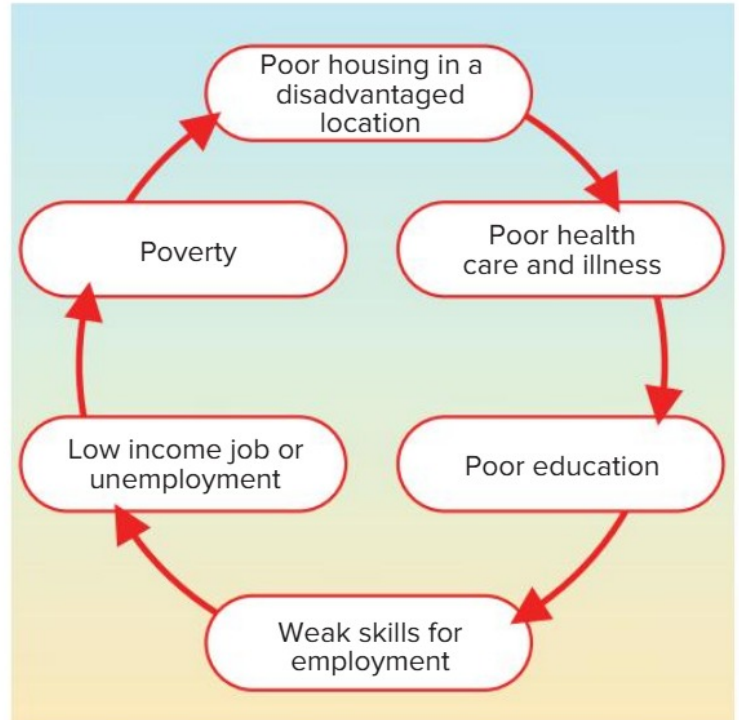 Poor housing in a
disadvantaged
location
Poor health
care and illness
Poor education
Weak skills for
employment
Low income job or
unemployment
Poverty